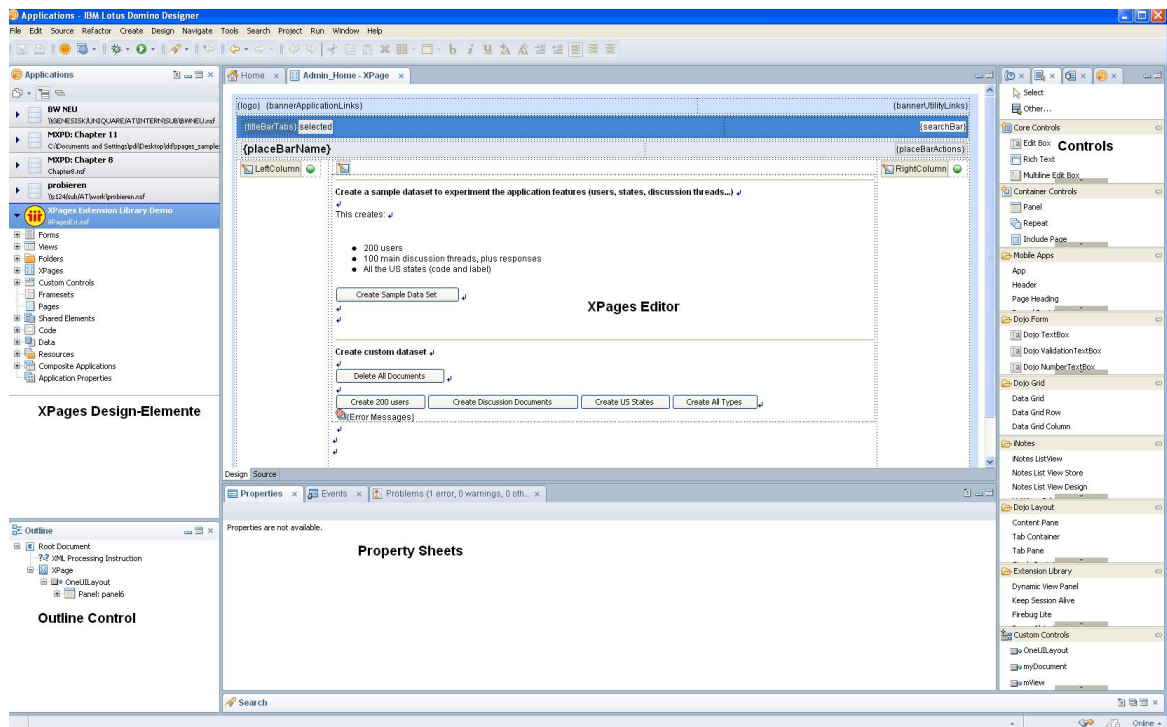 Applications - IBM Lotus Domino Designer
File Edit Source Refactor Create Design Navigate Tools Search Project Run Window Help
Applications
BW NEU
MXPD: Chapter 11
MXPD: Chapter 8
Chapter8.nsf
probieren
XPages Extension Library Demo
XPagesExt.nsf
Forms
Views
Folders
XPages
Custom Controls
Framesets
Pages
Shared Elements
Code
Data
Resources
Composite Applications
Application Properties
XPages Design-Elemente
Outline
Root Document
?-? XML Processing Instruction
XPage
OneUILayout
Panel: panel6
Outline Control
Home
Admin_Home - XPage
{logo} {bannerApplicationLinks} {bannerUtilityLinks}
{titleBarTabs} selected {searchBar}
{placeBarName} {placeBarActions}
LeftColumn RightColumn
Create a sample dataset to experiment the application features (users, states, discussion threads...)
This creates:
200 users
100 main discussion threads, plus responses
All the US states (code and label)
Create Sample Data Set
XPages Editor
Create custom dataset
Delete All Documents
Create 200 users Create Discussion Documents Create US States Create All Types
{Error Messages}
Design Source
Properties Events Problems (1 error, 0 warnings, 0 oth...
Properties are not available.
Property Sheets
Search
Select
Other...
Core Controls
Edit Box
Controls
Rich Text
Multiline Edit Box
Container Controls
Panel
Repeat
Include Page
Mobile Apps
App
Header
Page Heading
Dojo Form
Dojo TextBox
Dojo ValidationTextBox
Dojo NumberTextBox
Dojo Grid
Data Grid
Data Grid Row
Data Grid Column
iNotes
iNotes ListView
Notes List View Store
Notes List View Design
Dojo Layout
Content Pane
Tab Container
Tab Pane
Extension Library
Dynamic View Panel
Keep Session Alive
Firebug Lite
Custom Controls
OneUILayout
myDocument
mView
Online